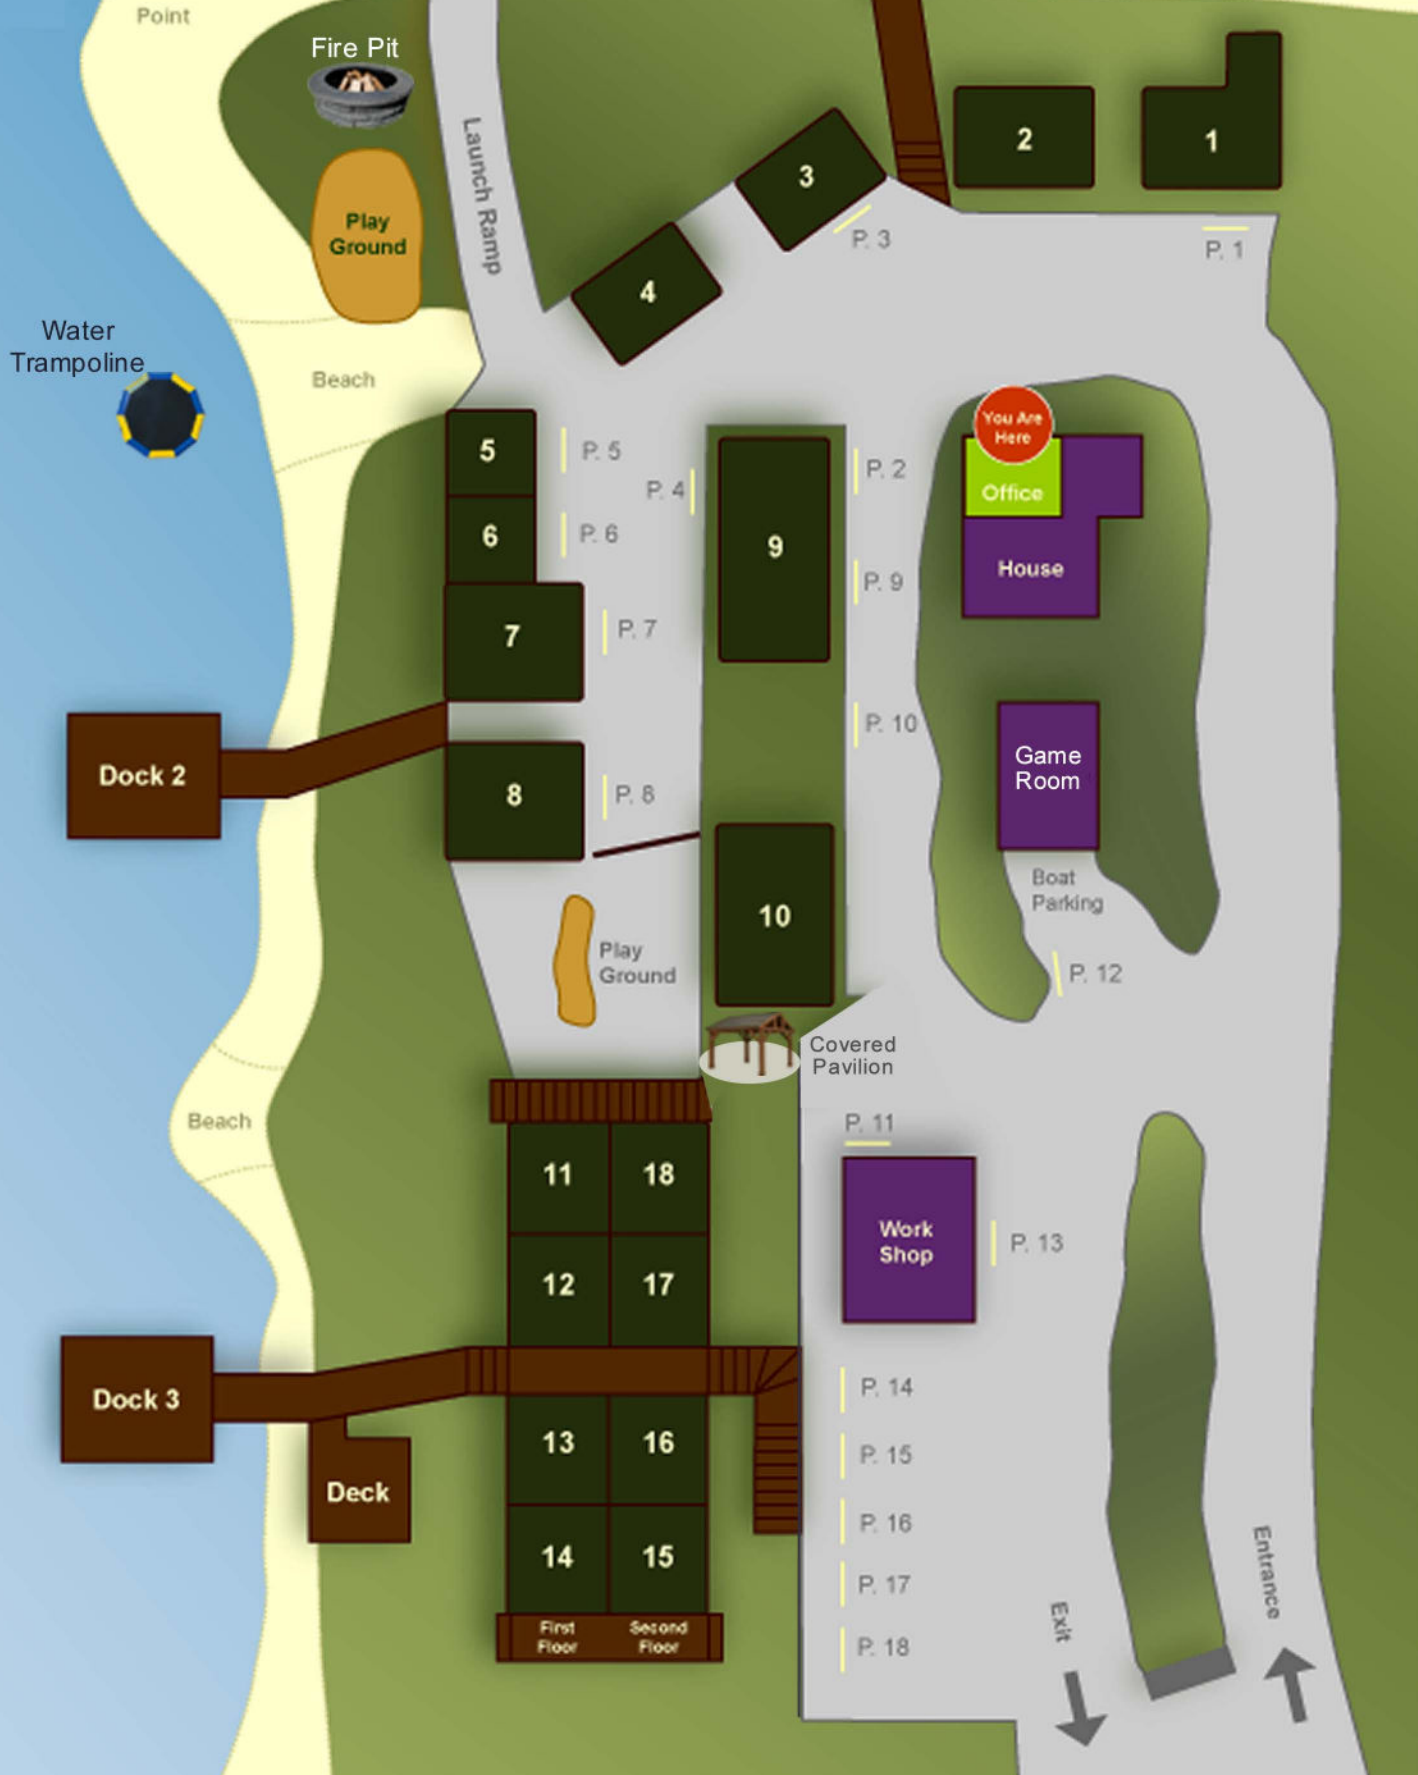 Point
Fire Pit
Launch Ramp
Play
Ground
2
1
3
P. 3
P. 1
4
Water
Trampoline
Beach
You Are
Here
5
P. 5
P. 4
P. 2
Office
6
P. 6
9
P. 9
House
7
P. 7
P. 10
Dock 2
8
P. 8
Game
Room
Boat
Parking
10
Play
Ground
P. 12
Covered
Pavilion
Beach
P. 11
11
18
Work
Shop
P. 13
12
17
Dock 3
P. 14
13
16
P. 15
Deck
P. 16
14
15
P. 17
Entrance
Exit
First
Floor
Second
Floor
P. 18